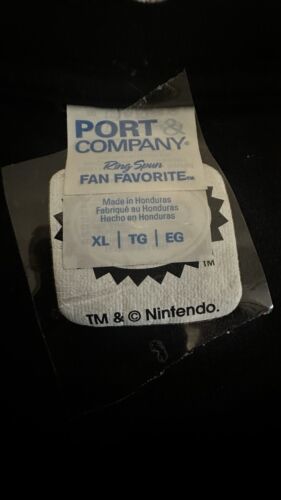 PORT & COMPANY®
Ring Spun
FAN FAVORITE™
Made in Honduras
Fabriqué au Honduras
Hecho en Honduras
XL | TG | EG
TM
TM & © Nintendo.